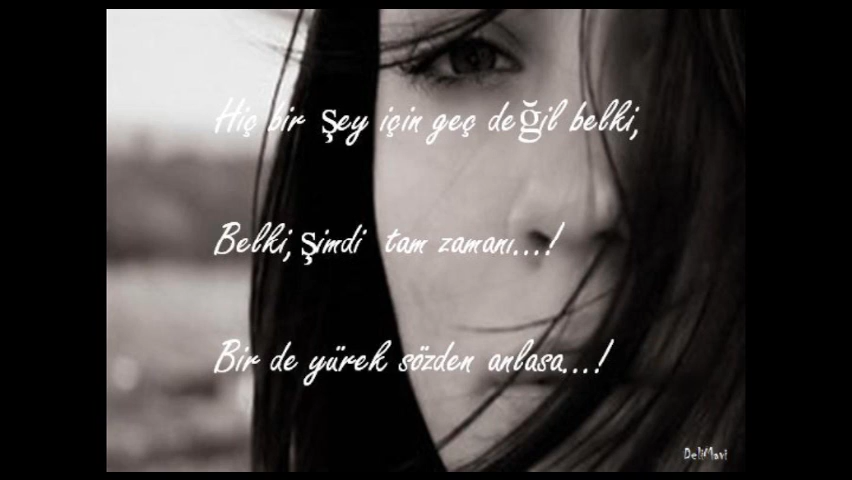 Hiç bir şey için geç değil belki,
Belki, şimdi tam zamanı...!
Bir de yürek sözden anlasa...!
DeliMavi